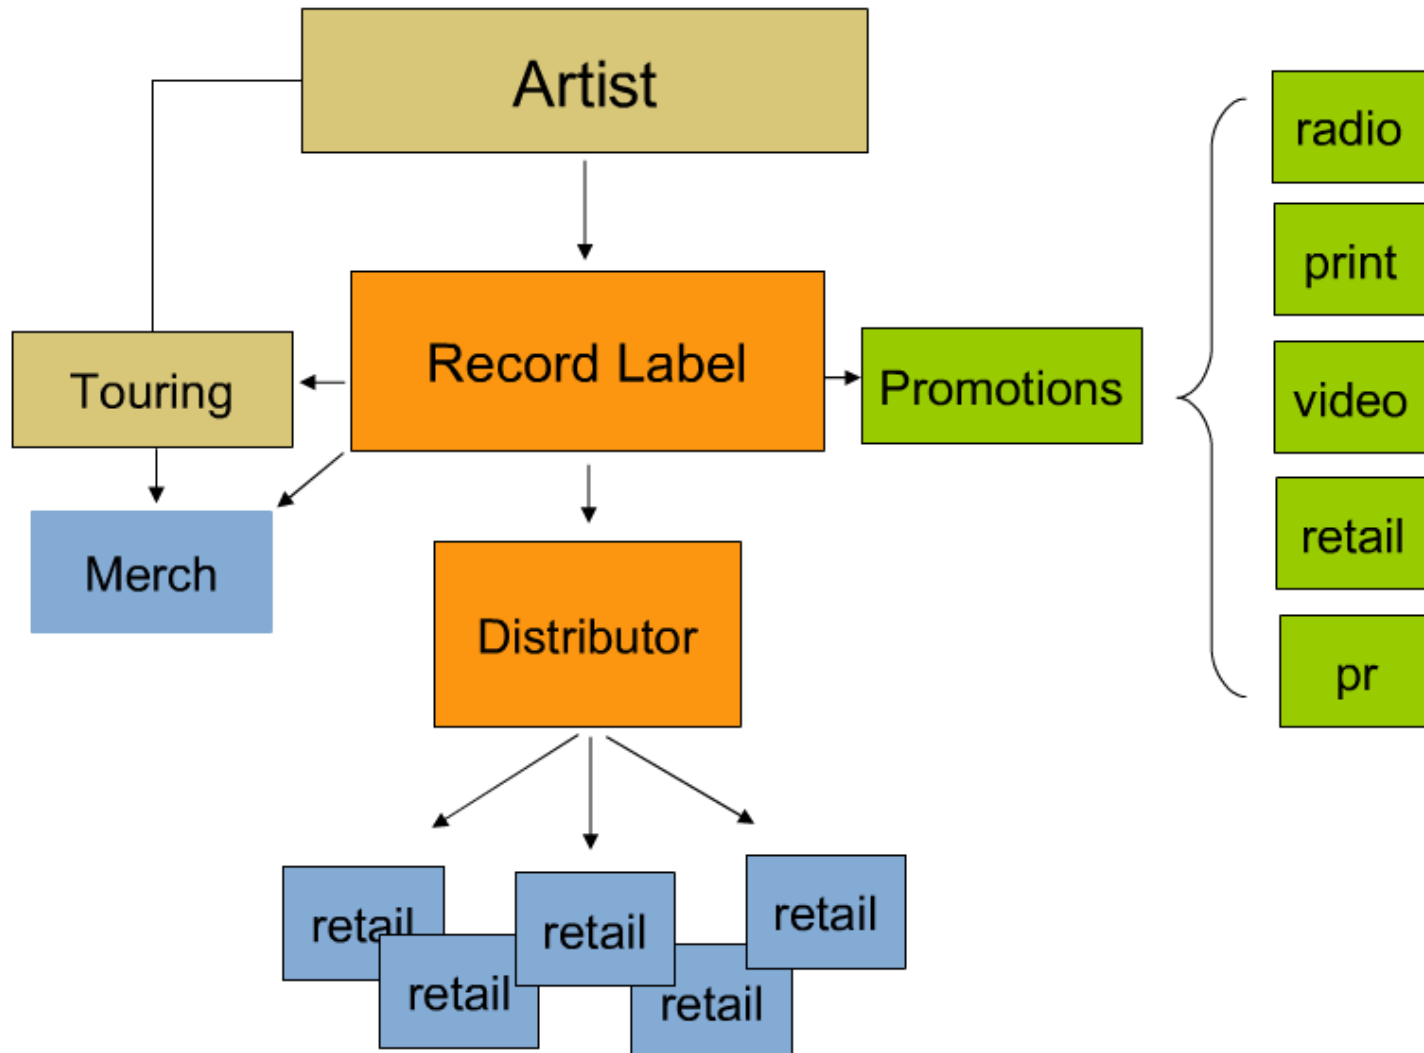 Artist
radio
print
Record Label
Promotions
Touring
video
retail
Merch
Distributor
pr
retail
retail
retail
retail
retail